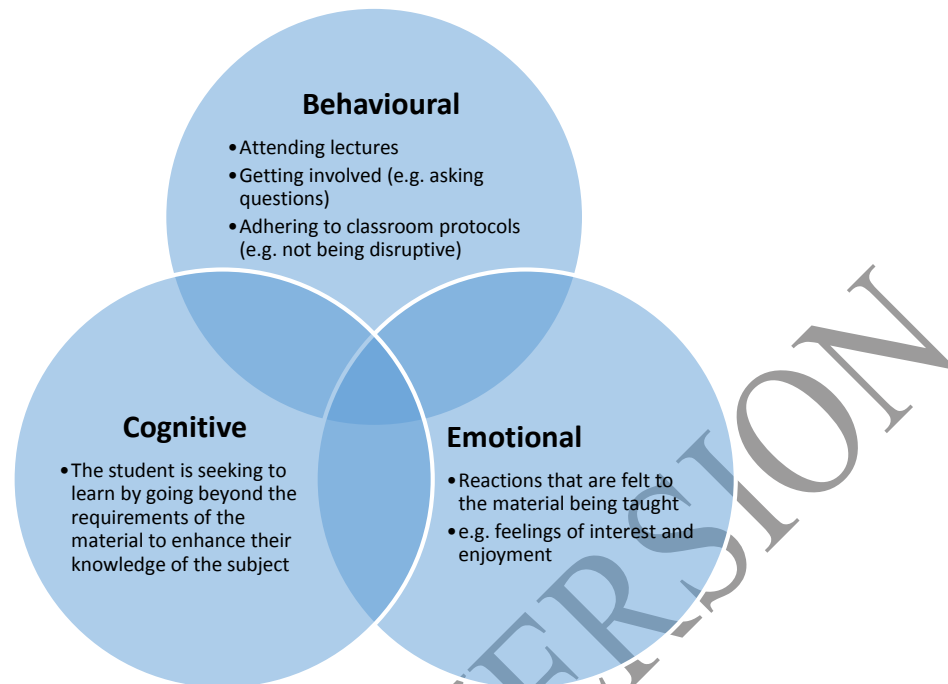 Behavioural
•Attending lectures
•Getting involved (e.g. asking
questions)
•Adhering to classroom protocols
(e.g. not being disruptive)
Cognitive
•The student is seeking to
learn by going beyond the
requirements of the
material to enhance their
knowledge of the subject
Emotional
•Reactions that are felt to
the material being taught
•e.g. feelings of interest and
enjoyment
ERSION